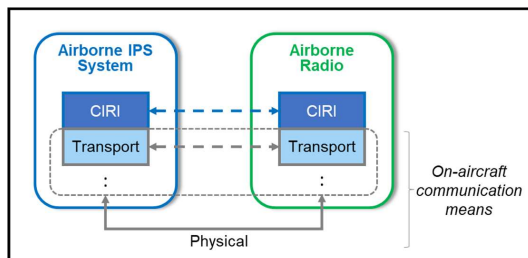 Airborne IPS
System
Airborne
Radio
CIRI
CIRI
Transport
Transport
On-aircraft
communication
means
:
:
Physical